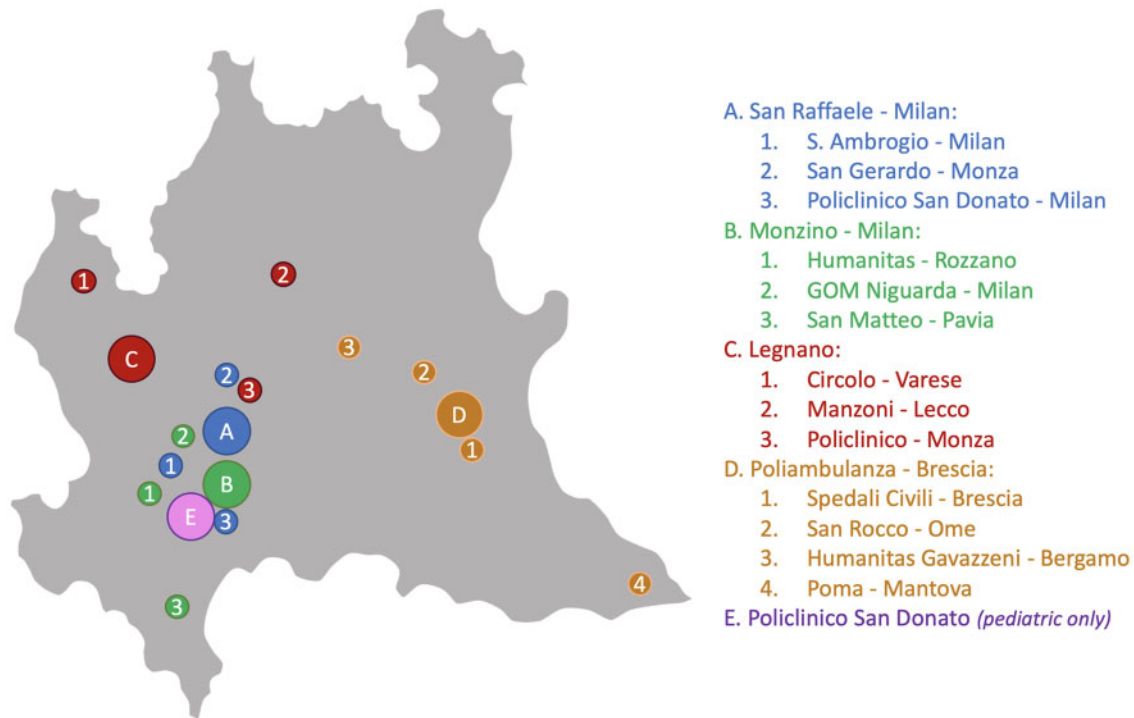 A. San Raffaele - Milan:
1. S. Ambrogio - Milan
2. San Gerardo - Monza
3. Policlinico San Donato - Milan
B. Monzino - Milan:
1. Humanitas - Rozzano
2. GOM Niguarda - Milan
3. San Matteo - Pavia
C. Legnano:
1. Circolo - Varese
2. Manzoni - Lecco
3. Policlinico - Monza
D. Poliambulanza - Brescia:
1. Spedali Civili - Brescia
2. San Rocco - Ome
3. Humanitas Gavazzeni - Bergamo
4. Poma - Mantova
E. Policlinico San Donato (pediatric only)
1
2
C
3
2
2
3
D
A
2
1
1
B
1
E
3
4
3